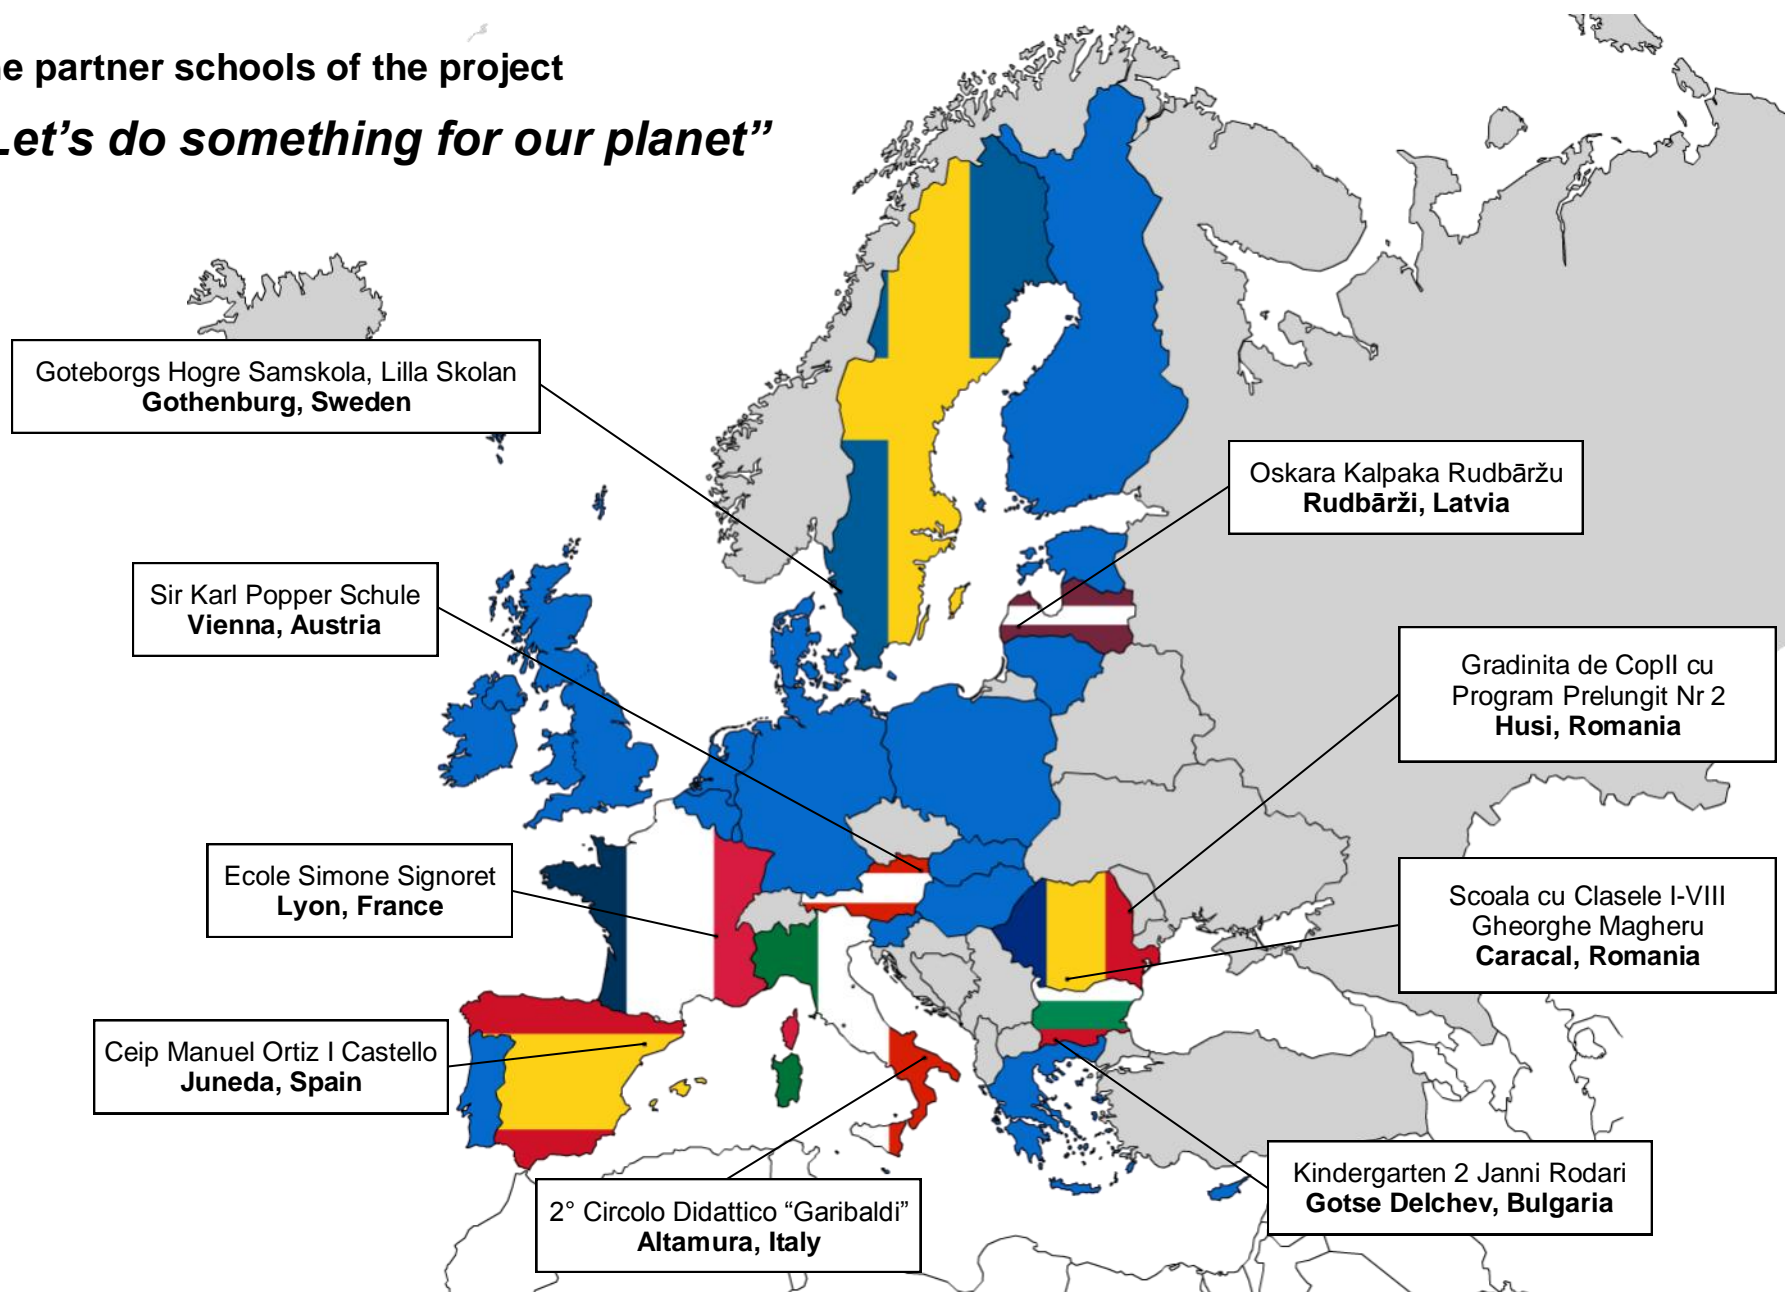 e partner schools of the project
Let’s do something for our planet”
Goteborgs Hogre Samskola, Lilla Skolan
Gothenburg, Sweden
Oskara Kalpaka Rudbāržu
Rudbārži, Latvia
Sir Karl Popper Schule
Vienna, Austria
Gradinita de CopII cu
Program Prelungit Nr 2
Husi, Romania
Ecole Simone Signoret
Lyon, France
Scoala cu Clasele I-VIII
Gheorghe Magheru
Caracal, Romania
Ceip Manuel Ortiz I Castello
Juneda, Spain
2° Circolo Didattico “Garibaldi”
Altamura, Italy
Kindergarten 2 Janni Rodari
Gotse Delchev, Bulgaria